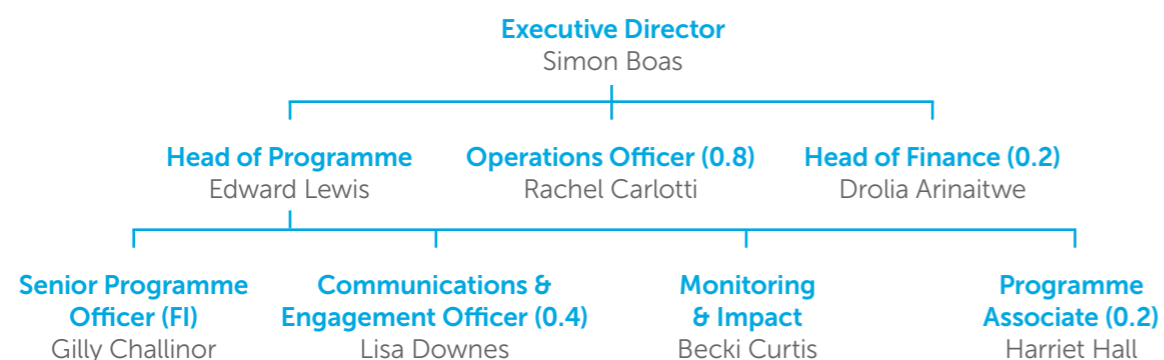 Executive Director
Simon Boas
Head of Programme
Edward Lewis
Operations Officer (0.8)
Rachel Carlotti
Head of Finance (0.2)
Drolia Arinaitwe
Senior Programme
Officer (FI)
Gilly Challinor
Communications &
Engagement Officer (0.4)
Lisa Downes
Monitoring
& Impact
Becki Curtis
Programme
Associate (0.2)
Harriet Hall